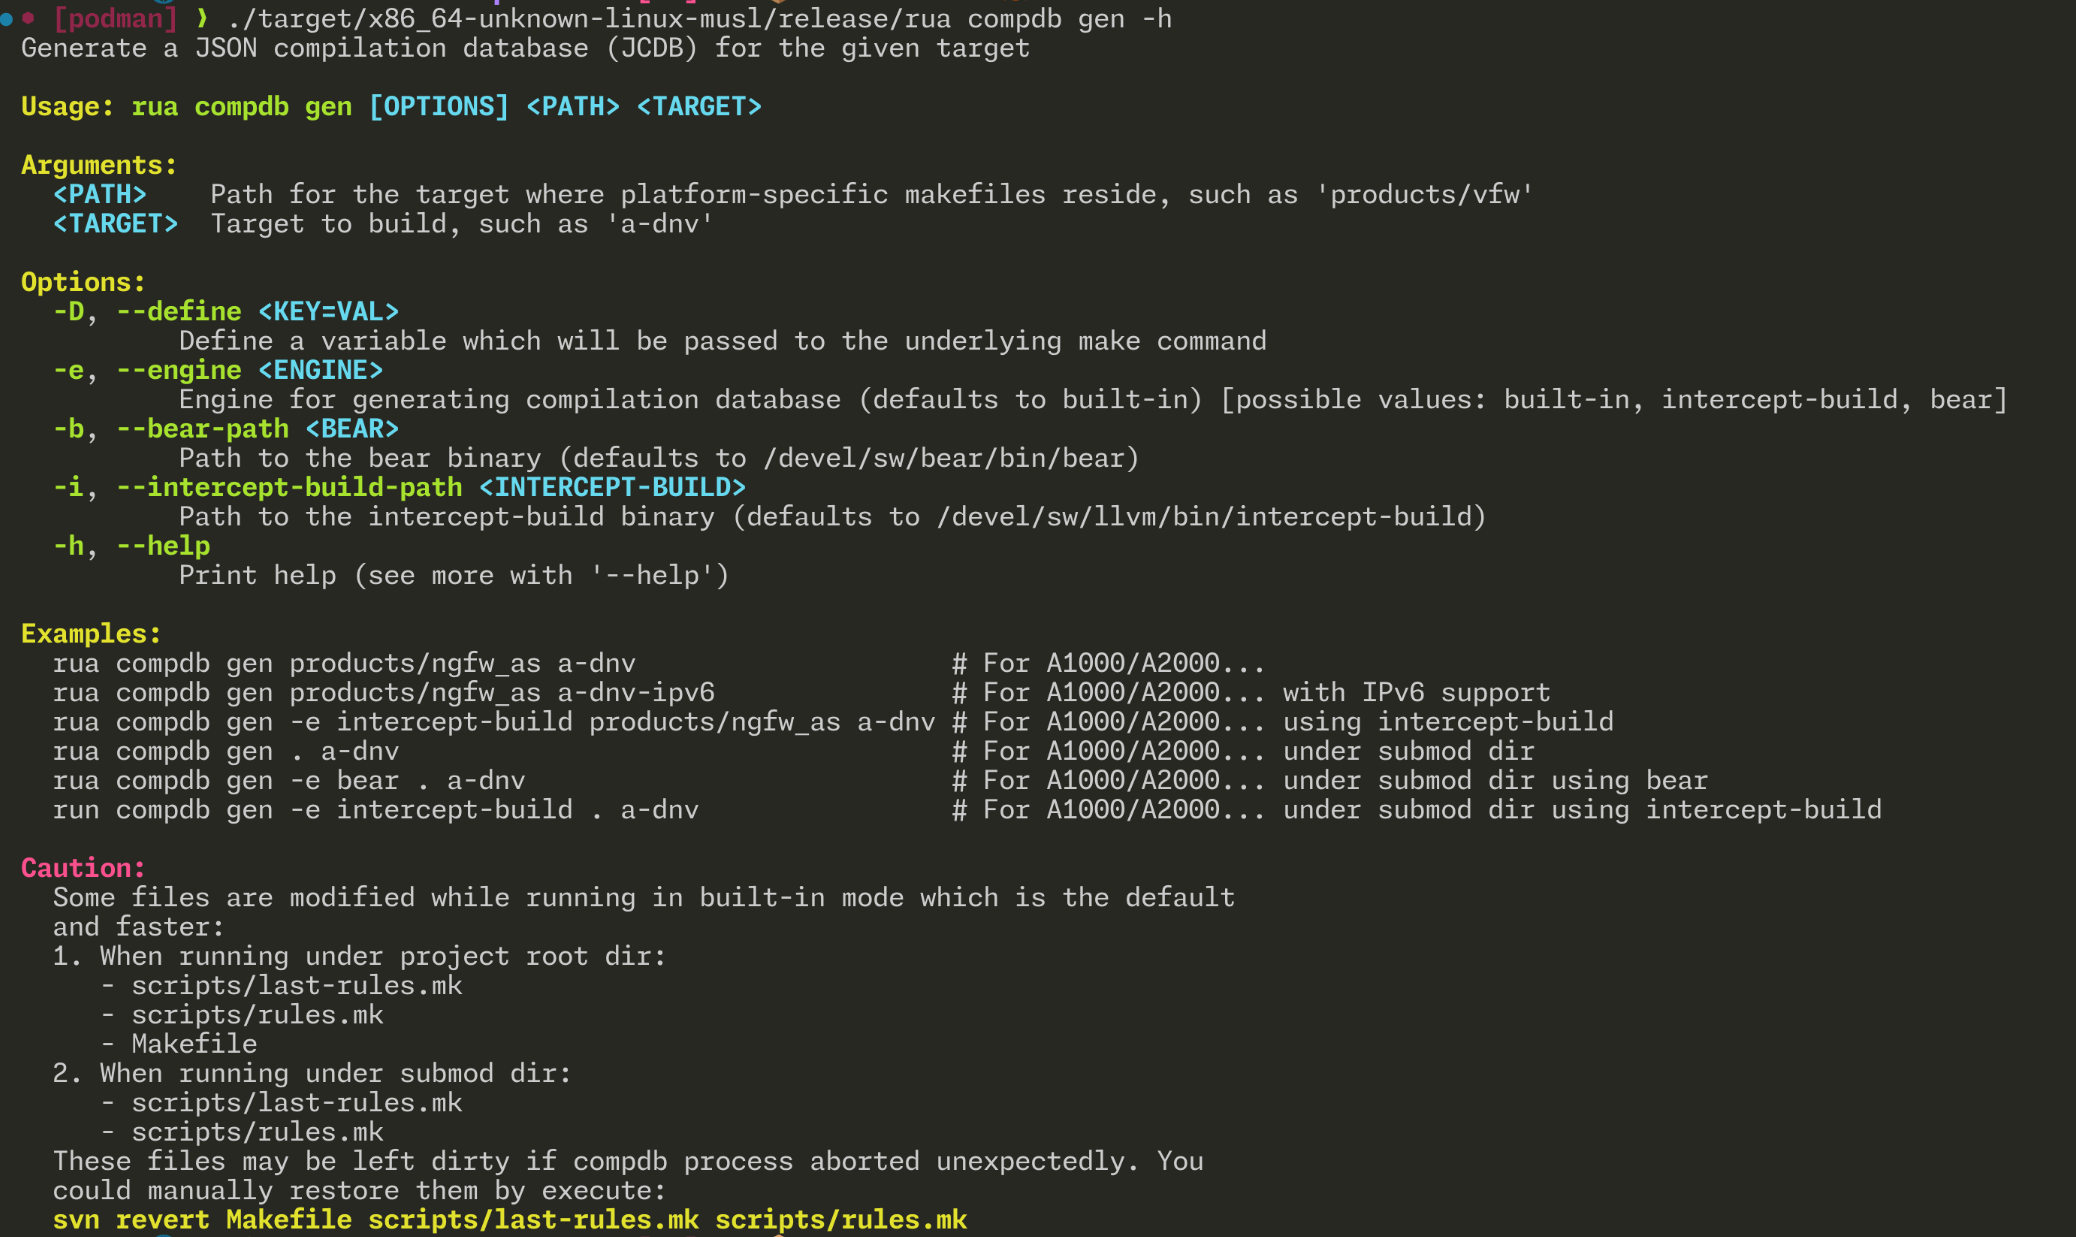 [podman] ❯ ./target/x86_64-unknown-linux-musl/release/rua compdb gen -h
Generate a JSON compilation database (JCDB) for the given target

Usage: rua compdb gen [OPTIONS] <PATH> <TARGET>

Arguments:
  <PATH>    Path for the target where platform-specific makefiles reside, such as 'products/vfw'
  <TARGET>  Target to build, such as 'a-dnv'

Options:
  -D, --define <KEY=VAL>
          Define a variable which will be passed to the underlying make command
  -e, --engine <ENGINE>
          Engine for generating compilation database (defaults to built-in) [possible values: built-in, intercept-build, bear]
  -b, --bear-path <BEAR>
          Path to the bear binary (defaults to /devel/sw/bear/bin/bear)
  -i, --intercept-build-path <INTERCEPT-BUILD>
          Path to the intercept-build binary (defaults to /devel/sw/llvm/bin/intercept-build)
  -h, --help
          Print help (see more with '--help')

Examples:
  rua compdb gen products/ngfw_as a-dnv                    # For A1000/A2000...
  rua compdb gen products/ngfw_as a-dnv-ipv6               # For A1000/A2000... with IPv6 support
  rua compdb gen -e intercept-build products/ngfw_as a-dnv # For A1000/A2000... using intercept-build
  rua compdb gen . a-dnv                                   # For A1000/A2000... under submod dir
  rua compdb gen -e bear . a-dnv                           # For A1000/A2000... under submod dir using bear
  run compdb gen -e intercept-build . a-dnv                # For A1000/A2000... under submod dir using intercept-build

Caution:
  Some files are modified while running in built-in mode which is the default
  and faster:
  1. When running under project root dir:
     - scripts/last-rules.mk
     - scripts/rules.mk
     - Makefile
  2. When running under submod dir:
     - scripts/last-rules.mk
     - scripts/rules.mk
  These files may be left dirty if compdb process aborted unexpectedly. You
  could manually restore them by execute:
  svn revert Makefile scripts/last-rules.mk scripts/rules.mk